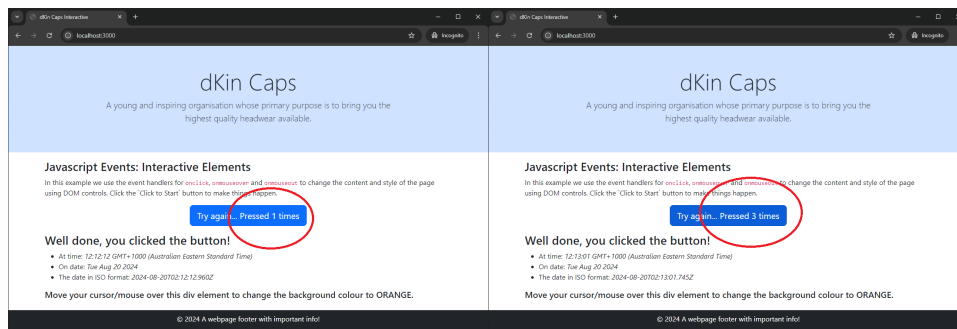 dKin Caps Interactive
localhost:3000
Incognito
dKin Caps
A young and inspiring organisation whose primary purpose is to bring you the
highest quality headwear available.
Javascript Events: Interactive Elements
In this example we use the event handlers for onclick, onmouseover and onmouseout to change the content and style of the page
using DOM controls. Click the `Click to Start` button to make things happen.
Try again... Pressed 1 times
Well done, you clicked the button!
At time: 12:12:12 GMT+1000 (Australian Eastern Standard Time)
On date: Tue Aug 20 2024
The date in ISO format: 2024-08-20T02:12:12.960Z
Move your cursor/mouse over this div element to change the background colour to ORANGE.
© 2024 A webpage footer with important info!
dKin Caps Interactive
localhost:3000
Incognito
dKin Caps
A young and inspiring organisation whose primary purpose is to bring you the
highest quality headwear available.
Javascript Events: Interactive Elements
In this example we use the event handlers for onclick, onmouseover and onmouseout to change the content and style of the page
using DOM controls. Click the `Click to Start` button to make things happen.
Try again... Pressed 3 times
Well done, you clicked the button!
At time: 12:13:01 GMT+1000 (Australian Eastern Standard Time)
On date: Tue Aug 20 2024
The date in ISO format: 2024-08-20T02:13:01.745Z
Move your cursor/mouse over this div element to change the background colour to ORANGE.
© 2024 A webpage footer with important info!